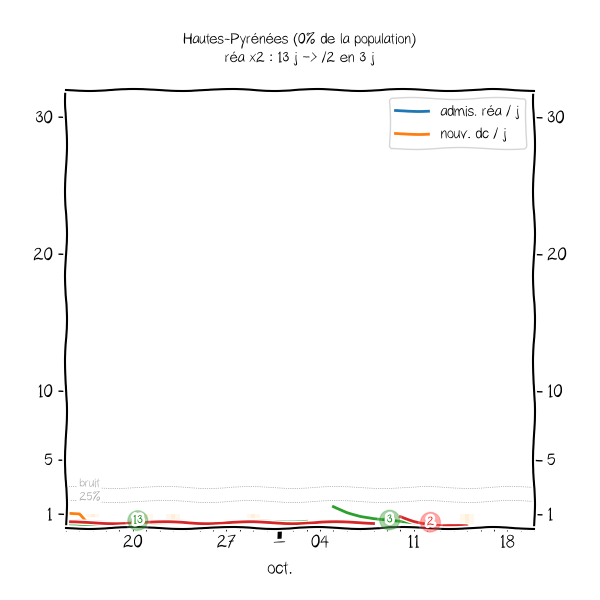 Hautes-Pyrénées (0% de la population)
réa x2 : 13 j -> /2 en 3 j
admis. réa / j
nouv. dc / j
30 30
20 20
10 10
5 5
bruit
25%
1 1
13 3 2
20 27 04 11 18
oct.